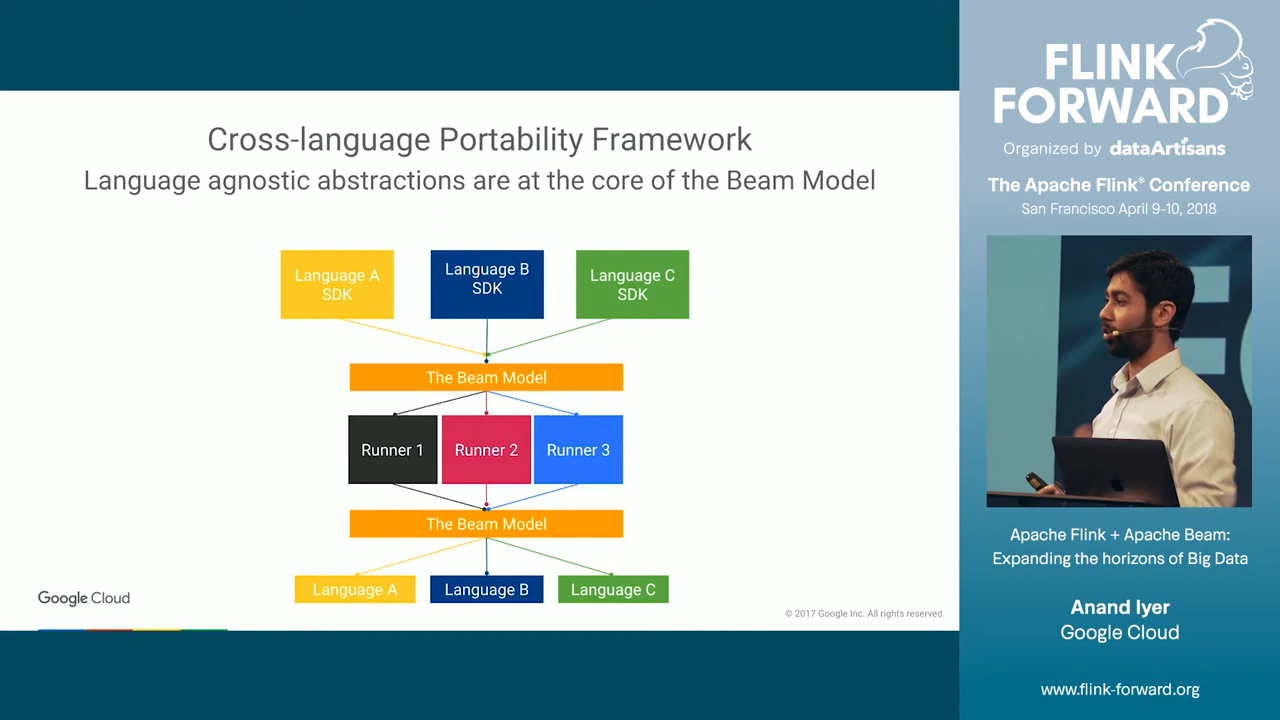 Cross-language Portability Framework
Language agnostic abstractions are at the core of the Beam Model
Language A
SDK
Language B
SDK
Language C
SDK
The Beam Model
Runner 1
Runner 2
Runner 3
The Beam Model
Language A
Language B
Language C
Google Cloud
© 2017 Google Inc. All rights reserved.
FLINK
FORWARD
Organized by dataArtisans
The Apache Flink® Conference
San Francisco April 9-10, 2018
Apache Flink + Apache Beam:
Expanding the horizons of Big Data
Anand Iyer
Google Cloud
www.flink-forward.org